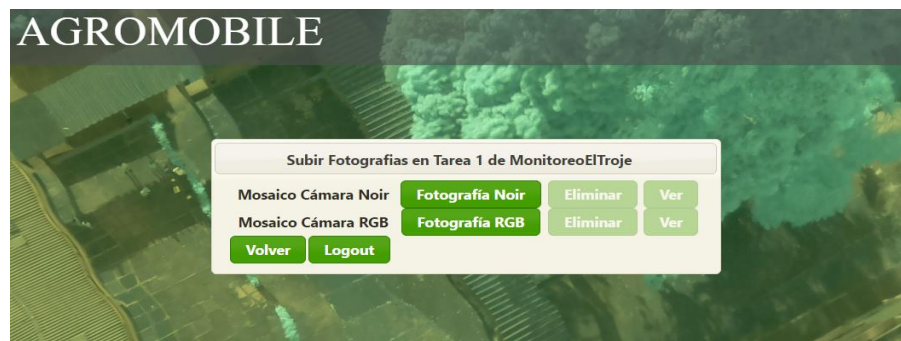 AGROMOBILE
Subir Fotografias en Tarea 1 de MonitoreoElTroje
Mosaico Cámara Noir Fotografía Noir Eliminar Ver
Mosaico Cámara RGB Fotografía RGB Eliminar Ver
Volver Logout